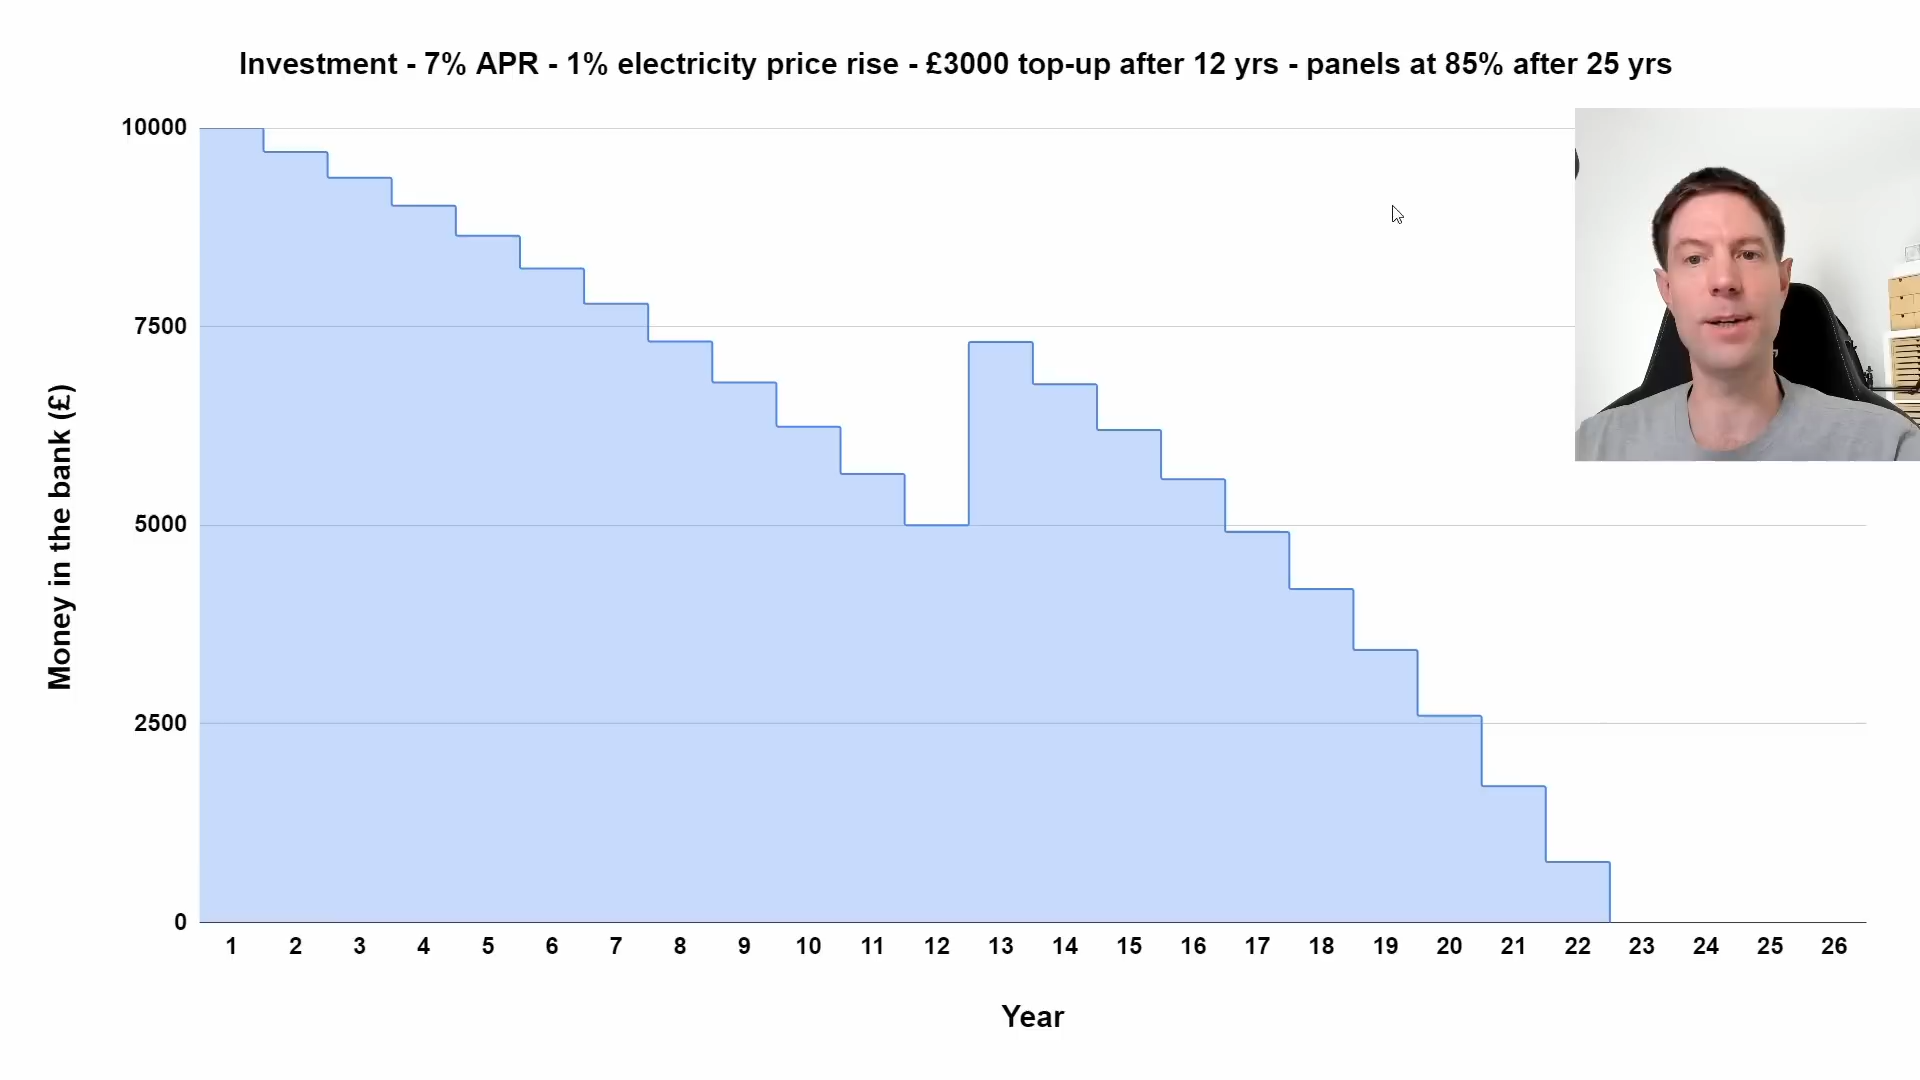 Investment - 7% APR - 1% electricity price rise - £3000 top-up after 12 yrs - panels at 85% after 25 yrs
Money in the bank (£)
10000
7500
5000
2500
0
1 2 3 4 5 6 7 8 9 10 11 12 13 14 15 16 17 18 19 20 21 22 23 24 25 26
Year